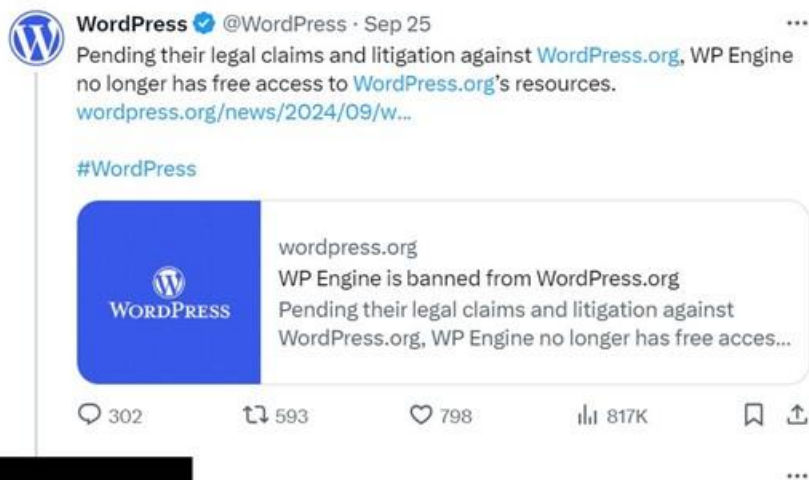 WordPress @WordPress · Sep 25
Pending their legal claims and litigation against WordPress.org, WP Engine
no longer has free access to WordPress.org's resources.
wordpress.org/news/2024/09/w...
#WordPress
WORDPRESS
wordpress.org
WP Engine is banned from WordPress.org
Pending their legal claims and litigation against
WordPress.org, WP Engine no longer has free acces...
302 593 798 817K